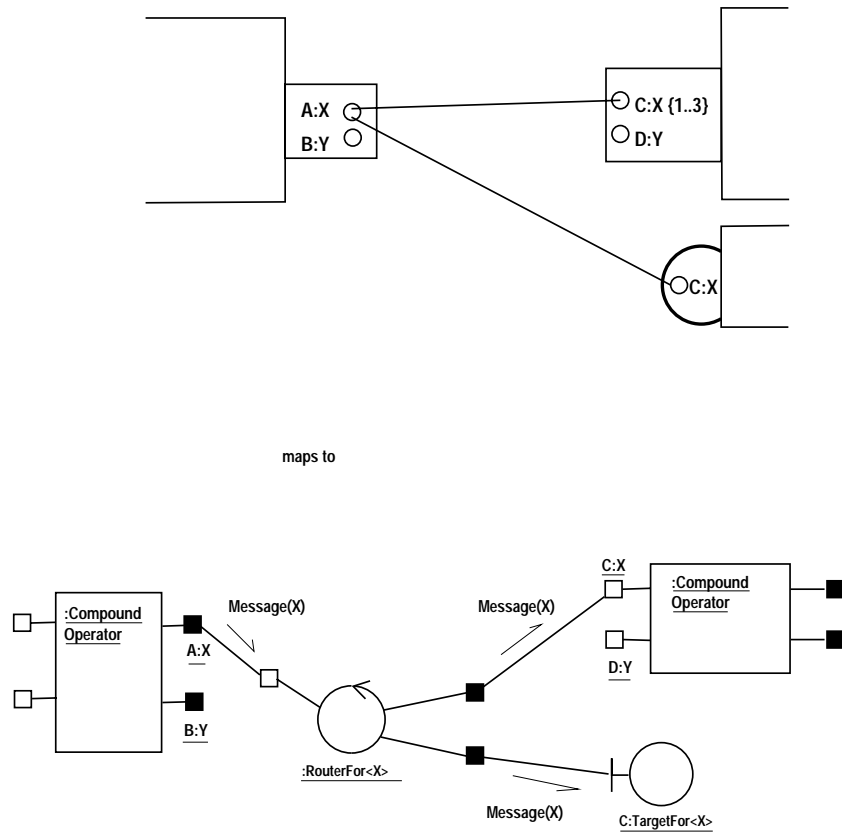 A:X
B:Y
C:X {1..3}
D:Y
C:X
maps to
:Compound
Operator
Message(X)
A:X
B:Y
:RouterFor<X>
Message(X)
C:X
D:Y
:Compound
Operator
Message(X)
C:TargetFor<X>